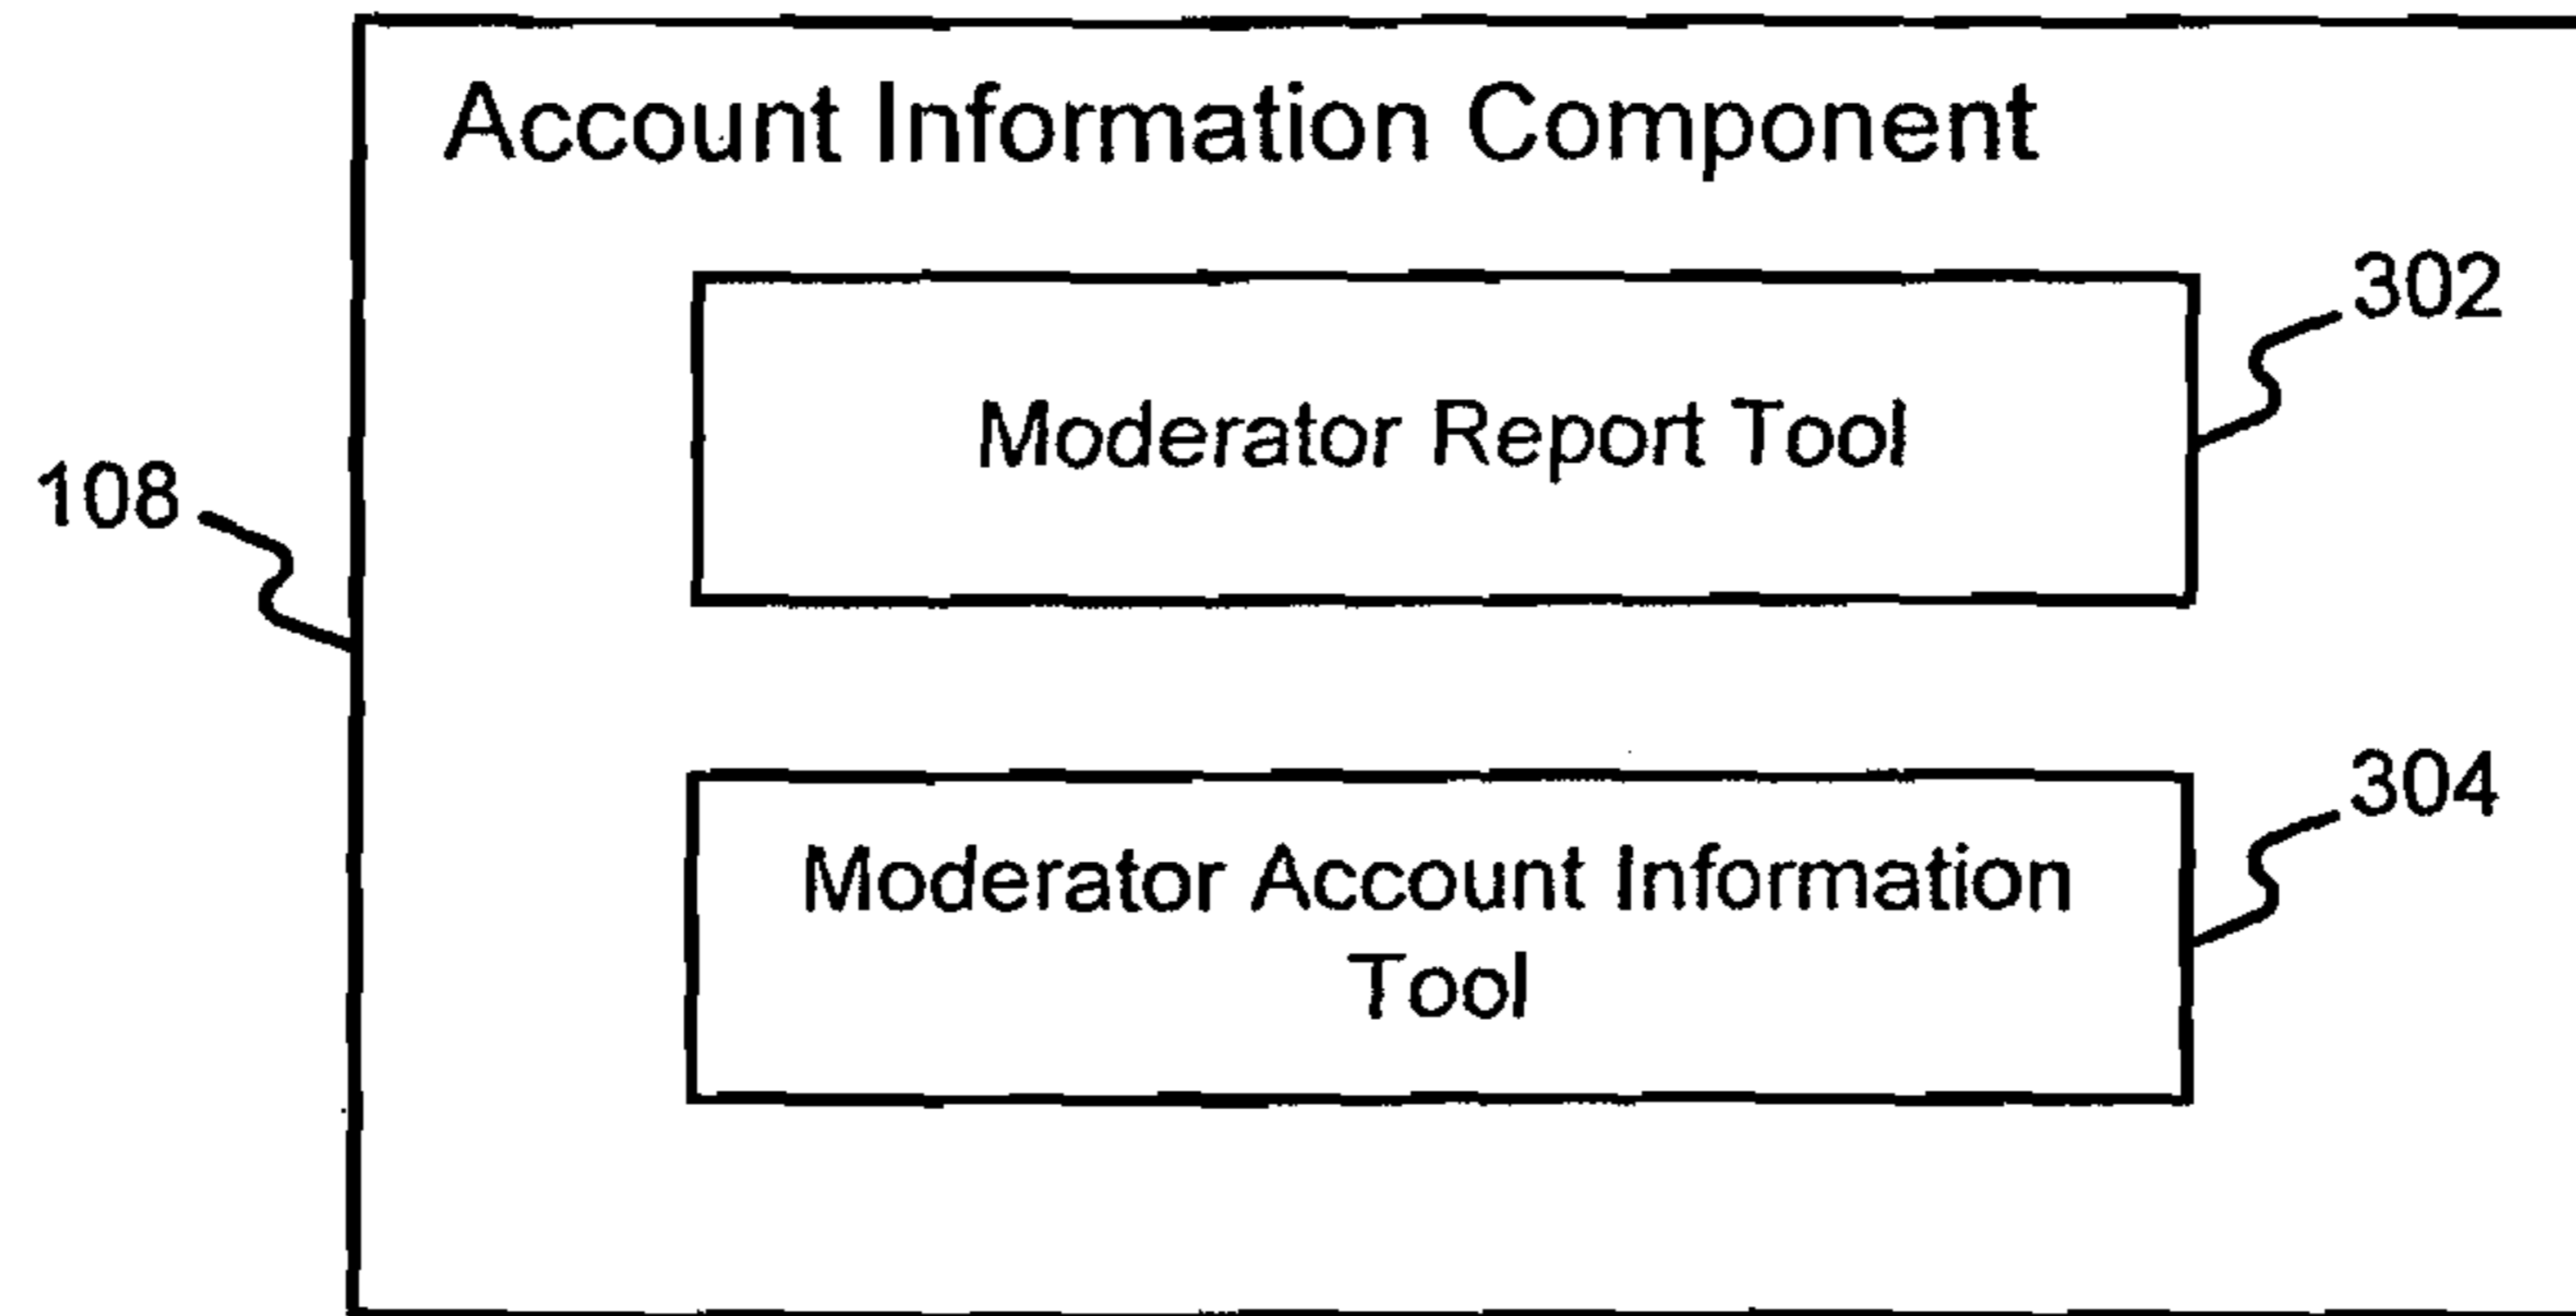 Account Information Component
302
Moderator Report Tool
108
304
Moderator Account Information
Tool